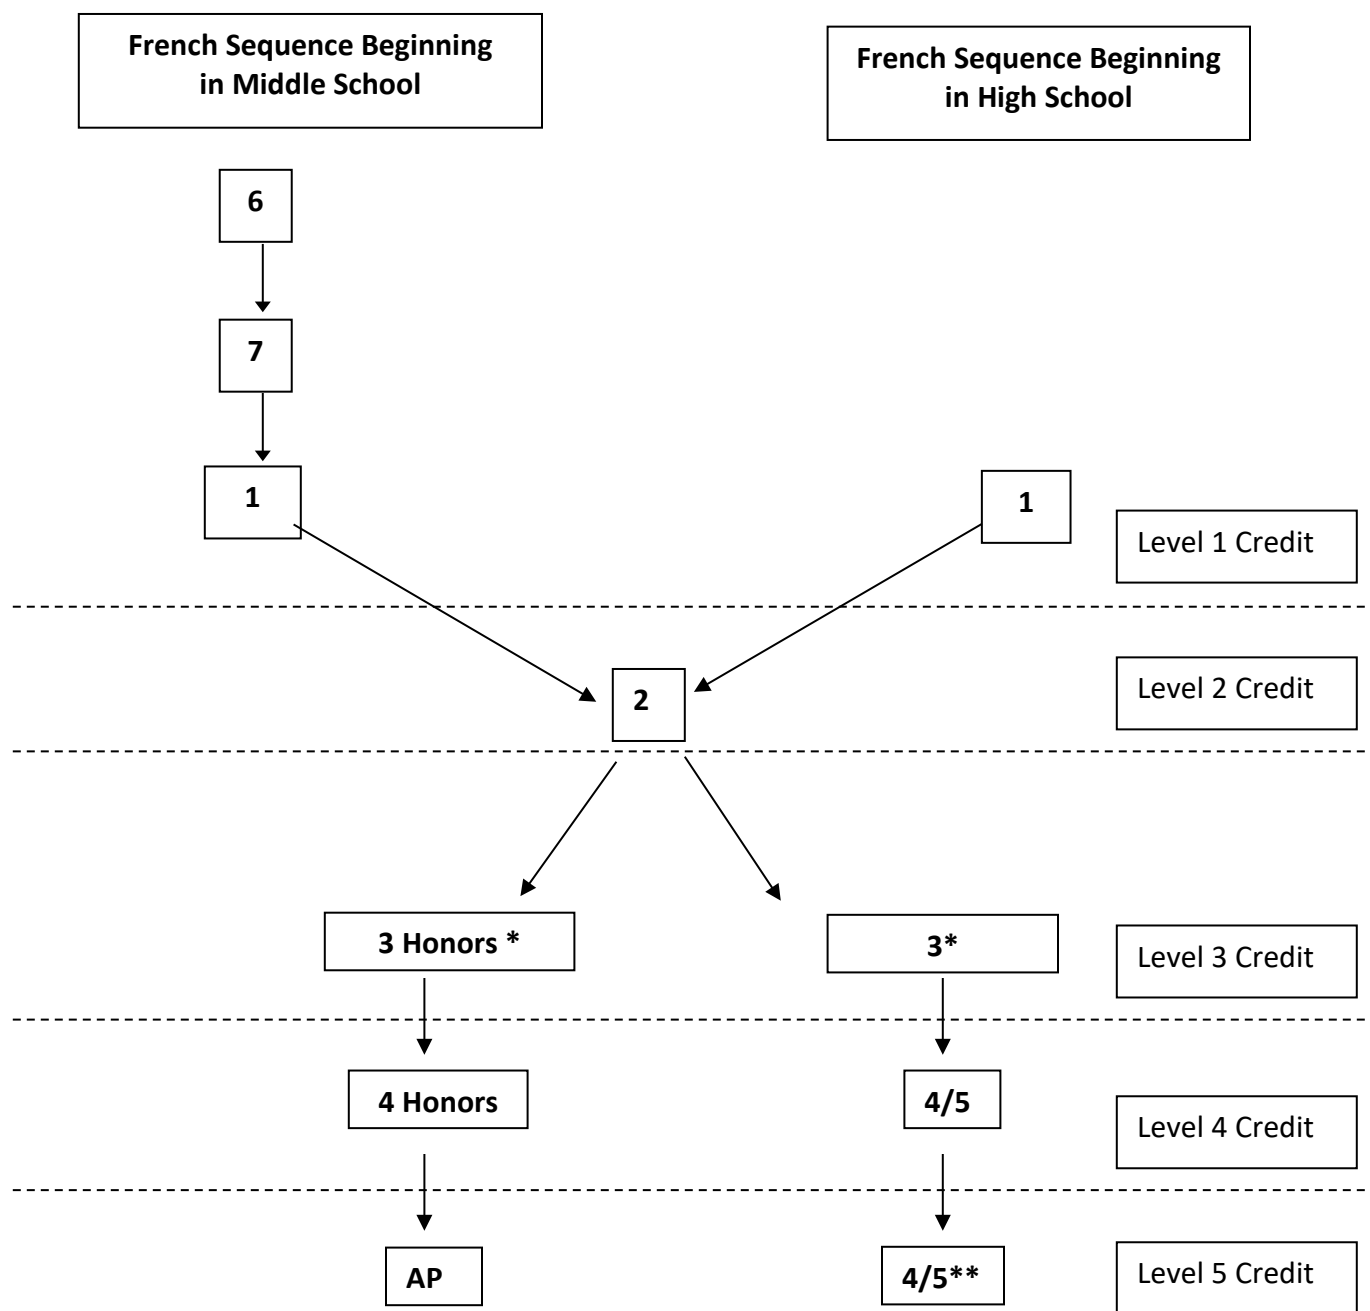 French Sequence Beginning
in Middle School
French Sequence Beginning
in High School
6
7
1
1
Level 1 Credit
2
Level 2 Credit
3 Honors *
3*
Level 3 Credit
4 Honors
4/5
Level 4 Credit
AP
4/5**
Level 5 Credit